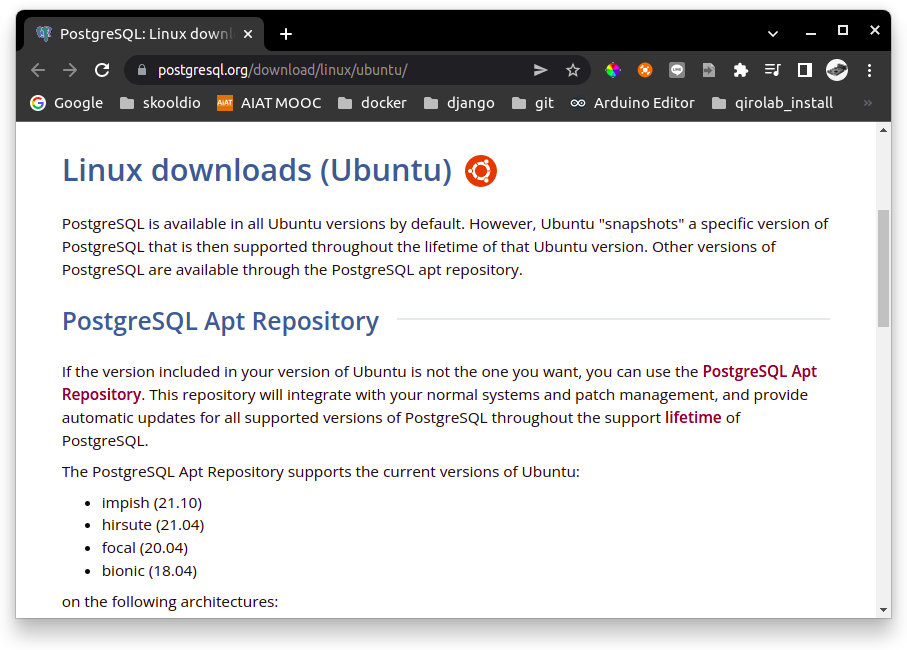 PostgreSQL: Linux downl
postgresql.org/download/linux/ubuntu/
Google skooldio AIAT AIAT MOOC docker django git Arduino Editor qirolab_install »
Linux downloads (Ubuntu)
PostgreSQL is available in all Ubuntu versions by default. However, Ubuntu "snapshots" a specific version of
PostgreSQL that is then supported throughout the lifetime of that Ubuntu version. Other versions of
PostgreSQL are available through the PostgreSQL apt repository.
PostgreSQL Apt Repository
If the version included in your version of Ubuntu is not the one you want, you can use the PostgreSQL Apt
Repository. This repository will integrate with your normal systems and patch management, and provide
automatic updates for all supported versions of PostgreSQL throughout the support lifetime of
PostgreSQL.
The PostgreSQL Apt Repository supports the current versions of Ubuntu:
• impish (21.10)
• hirsute (21.04)
• focal (20.04)
• bionic (18.04)
on the following architectures: